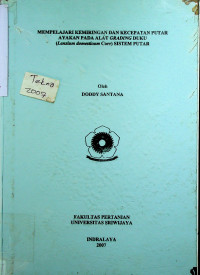 MEMPELAJARI KEMIRINGAN DAN KECEPATAN PUTAR
AYAKAN PADA ALAT GRADING DUKU
(Lansium domesticum Corr) SISTEM PUTAR
Tekno
2007
Oleh
DODDY SANTANA
FAKULTAS PERTANIAN
UNIVERSITAS SRIWIJAYA
INDRALAYA
2007